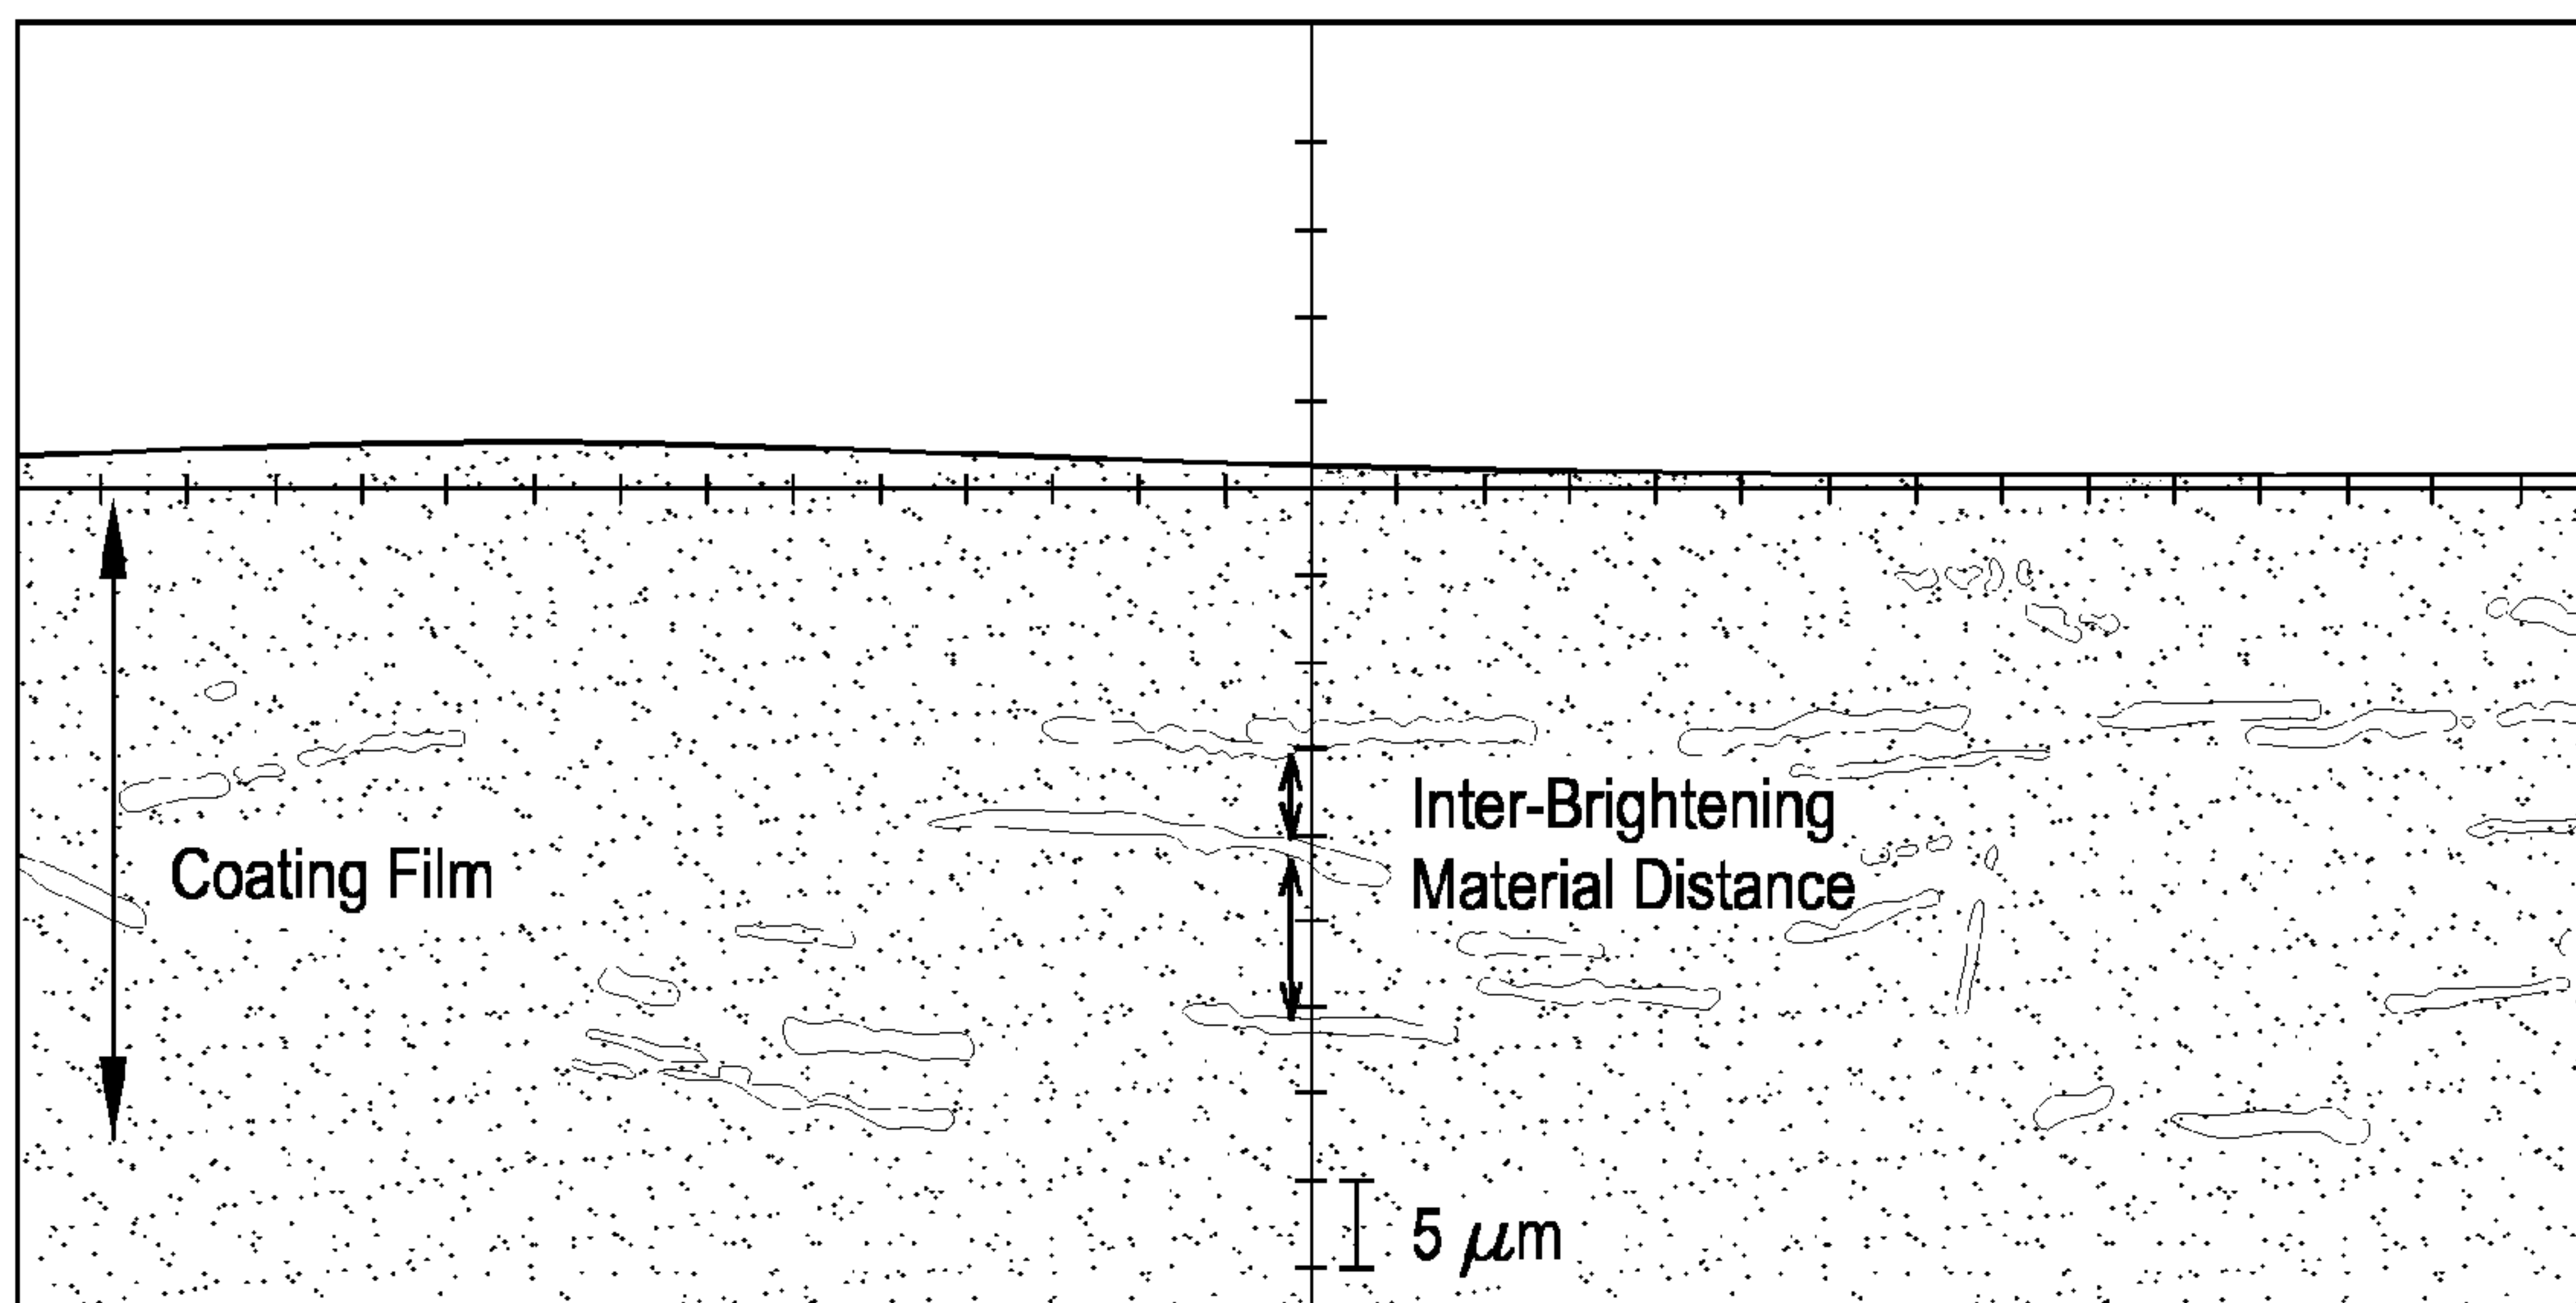 Coating Film
Inter-Brightening
Material Distance
5 μm